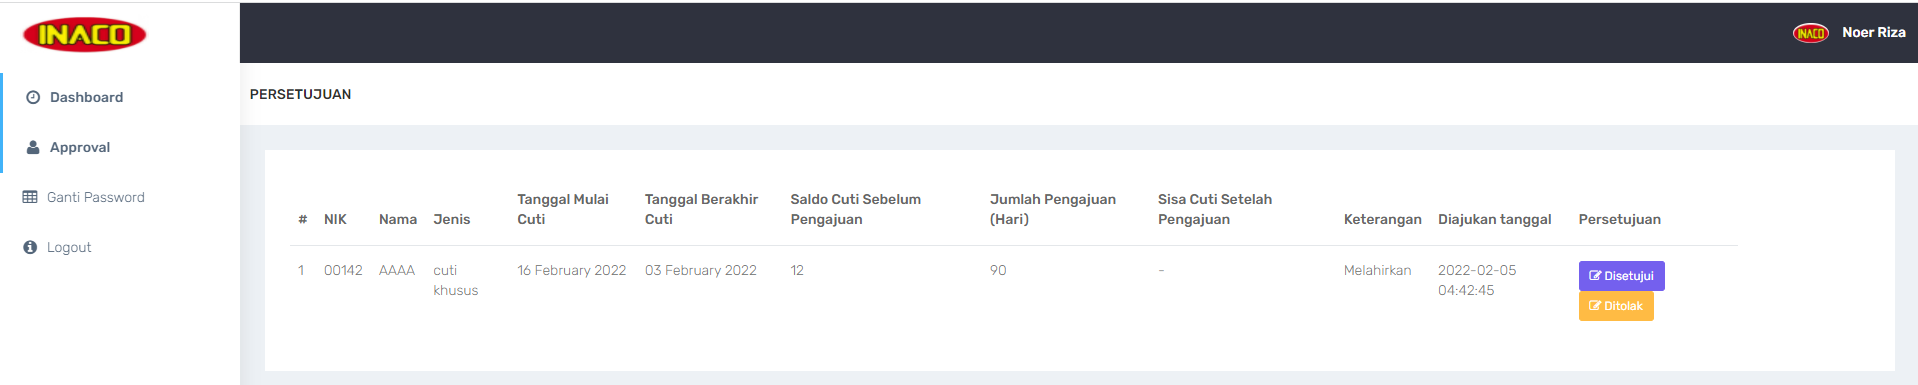 INACO
INACO Noer Riza
Dashboard
Approval
Ganti Password
Logout
PERSETUJUAN
# NIK Nama Jenis Tanggal Mulai Cuti Tanggal Berakhir Cuti Saldo Cuti Sebelum Pengajuan Jumlah Pengajuan (Hari) Sisa Cuti Setelah Pengajuan Keterangan Diajukan tanggal Persetujuan
1 00142 AAAA cuti khusus 16 February 2022 03 February 2022 12 90 - Melahirkan 2022-02-05 04:42:45 Disetujui
Ditolak